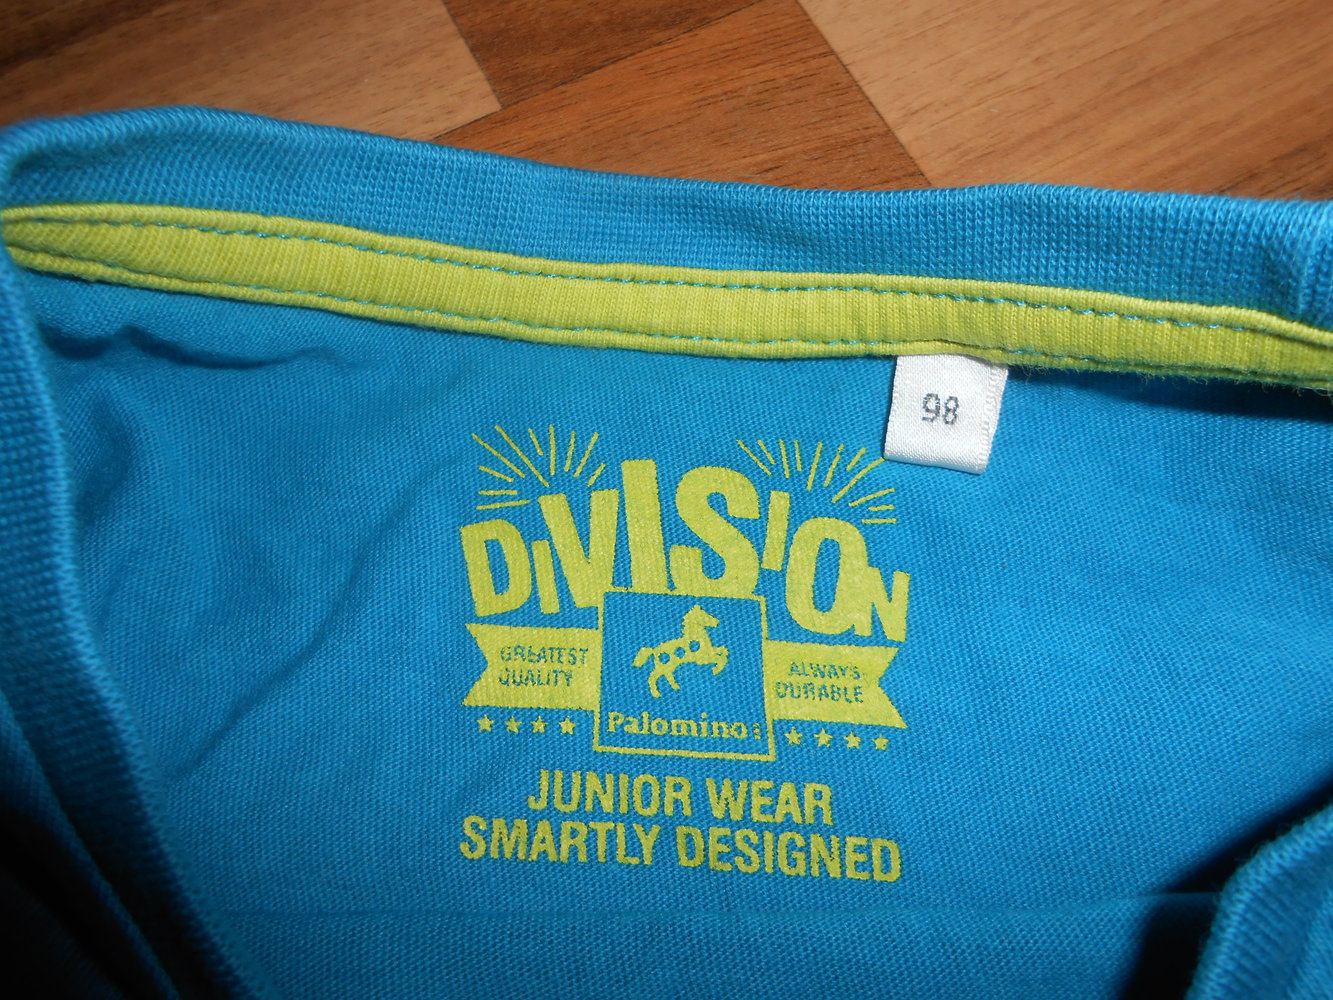 98
DIVISION
GREATEST
QUALITY
ALWAYS
DURABLE
Palomino
JUNIOR WEAR
SMARTLY DESIGNED